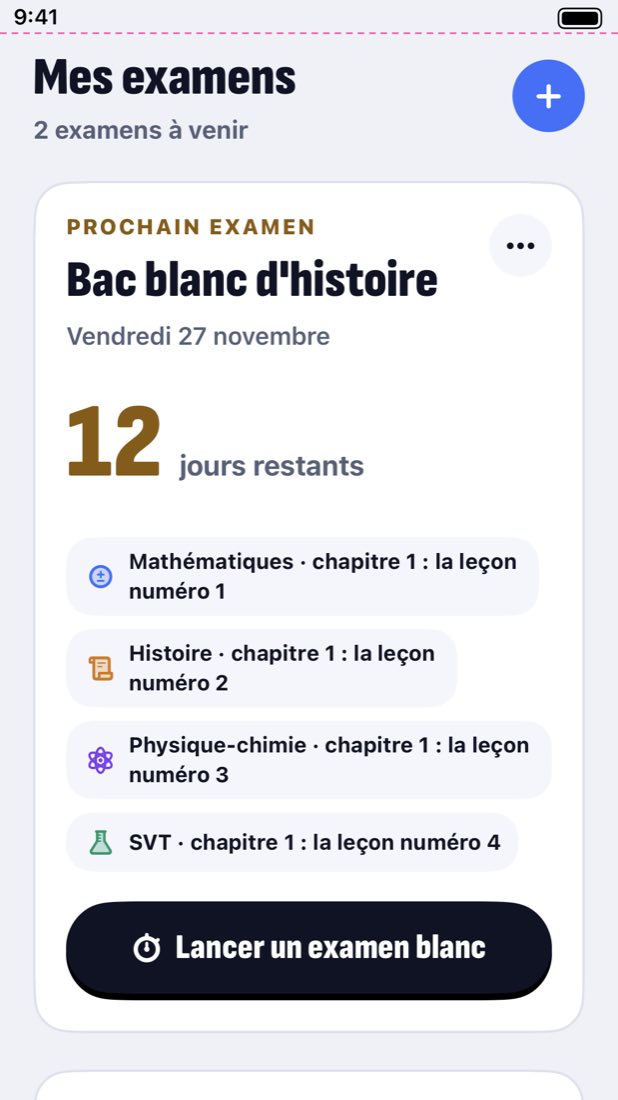 9:41
Mes examens
2 examens à venir
PROCHAIN EXAMEN
Bac blanc d'histoire
Vendredi 27 novembre
12 jours restants
Mathématiques · chapitre 1 : la leçon
numéro 1
Histoire · chapitre 1 : la leçon
numéro 2
Physique-chimie · chapitre 1 : la leçon
numéro 3
SVT · chapitre 1 : la leçon numéro 4
Lancer un examen blanc